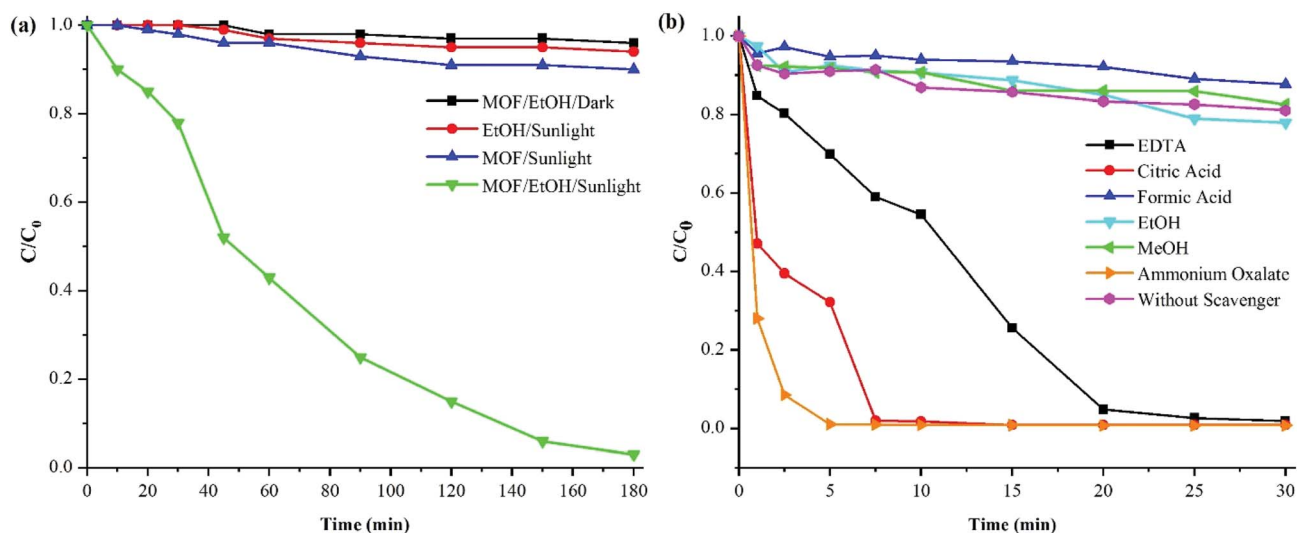 (a)
1.0
0.8
0.6
0.4
0.2
0.0
C/C0
MOF/EtOH/Dark
EtOH/Sunlight
MOF/Sunlight
MOF/EtOH/Sunlight
0 20 40 60 80 100 120 140 160 180
Time (min)
(b)
1.0
0.8
0.6
0.4
0.2
0.0
C/C0
EDTA
Citric Acid
Formic Acid
EtOH
MeOH
Ammonium Oxalate
Without Scavenger
0 5 10 15 20 25 30
Time (min)